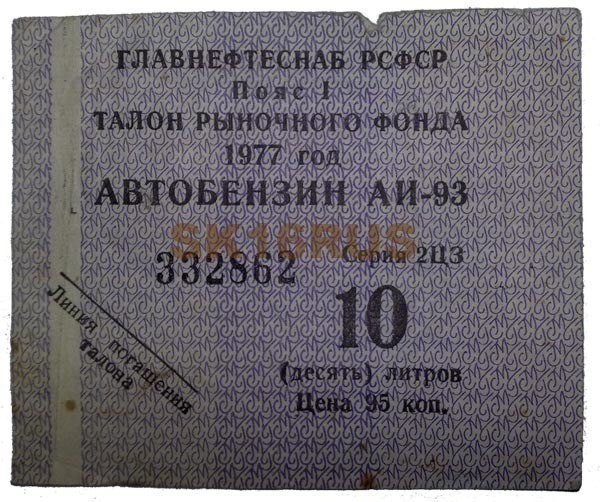 ГЛАВНЕФТЕСНАБ РСФСР
Пояс I
ТАЛОН РЫНОЧНОГО ФОНДА
1977 год
АВТОБЕНЗИН АИ-93
SK16RUS
Серия 2ЦЗ
332862
10
(десять) литров
Цена 95 коп.
Линия погашения
талона